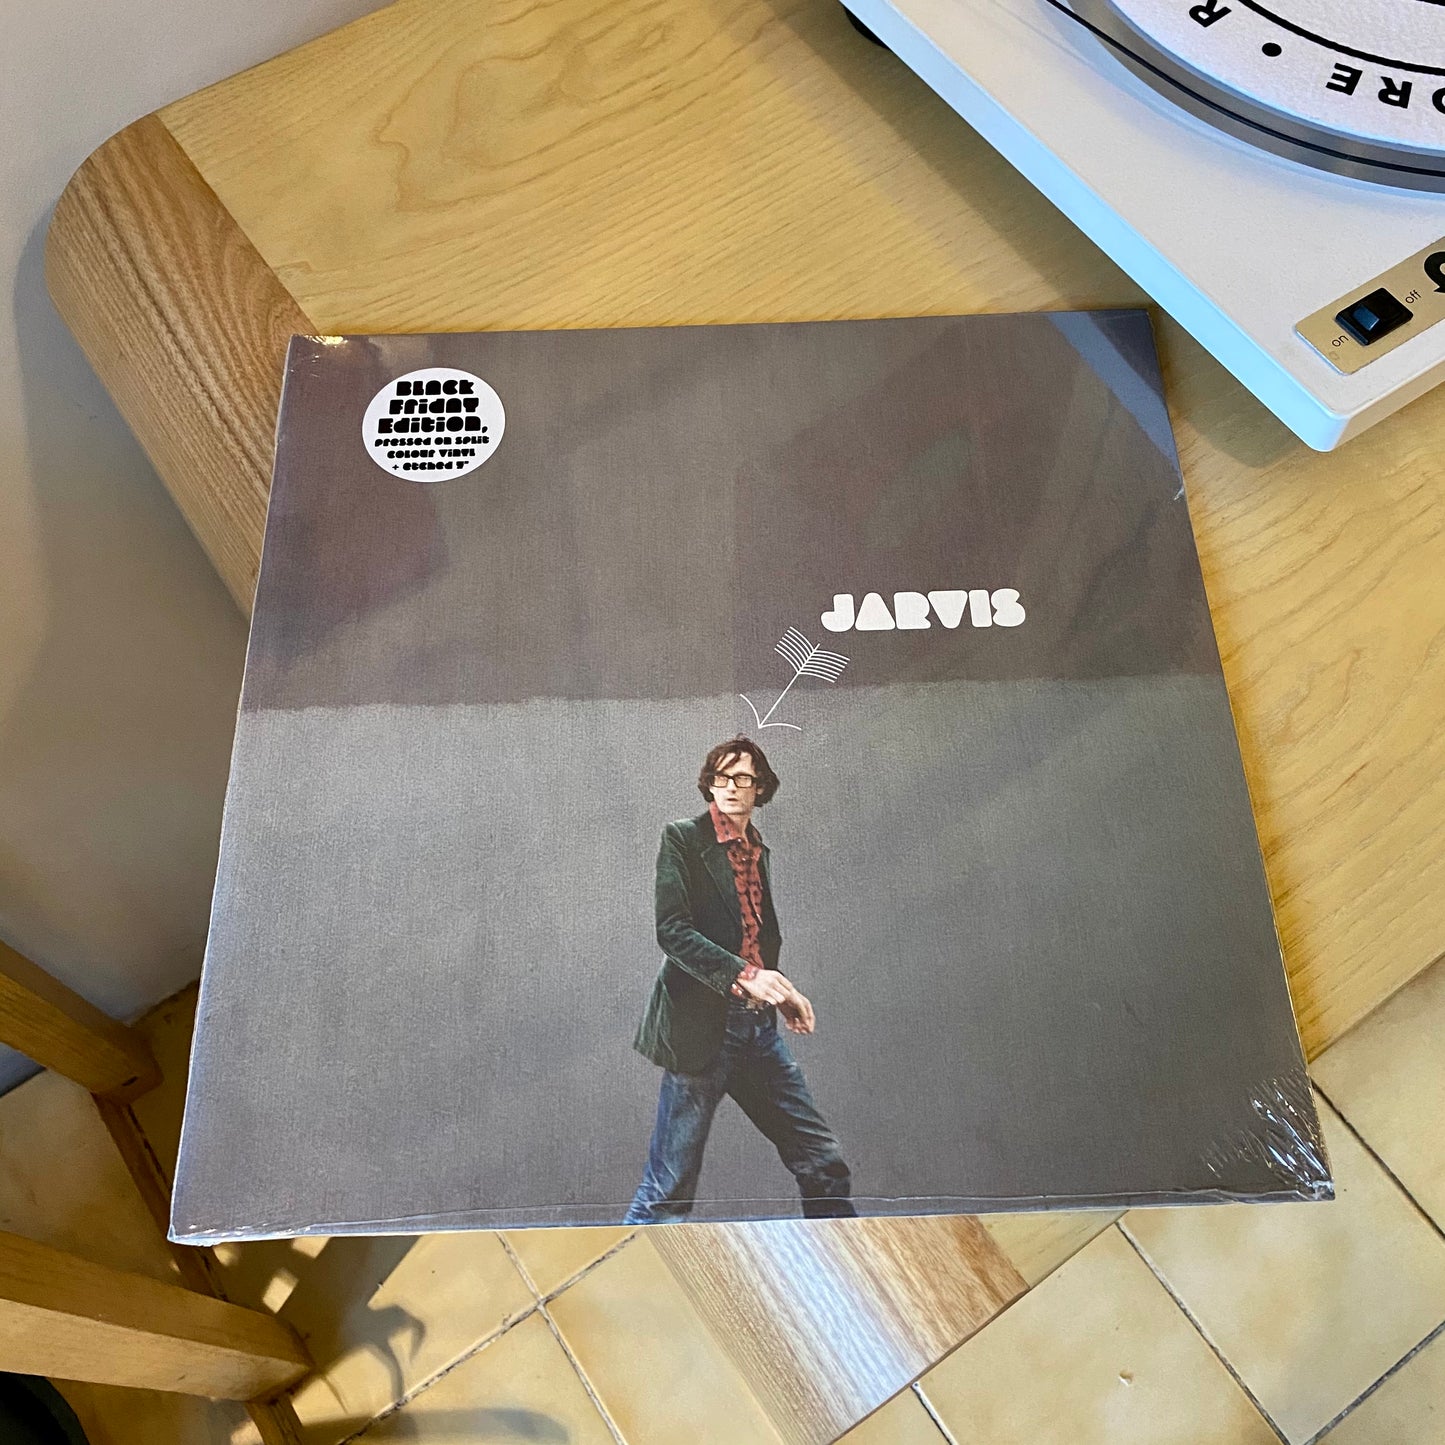 Black
Friday
Edition,
pressed on split
colour vinyl
+ etched 7"
JARVIS
on
off